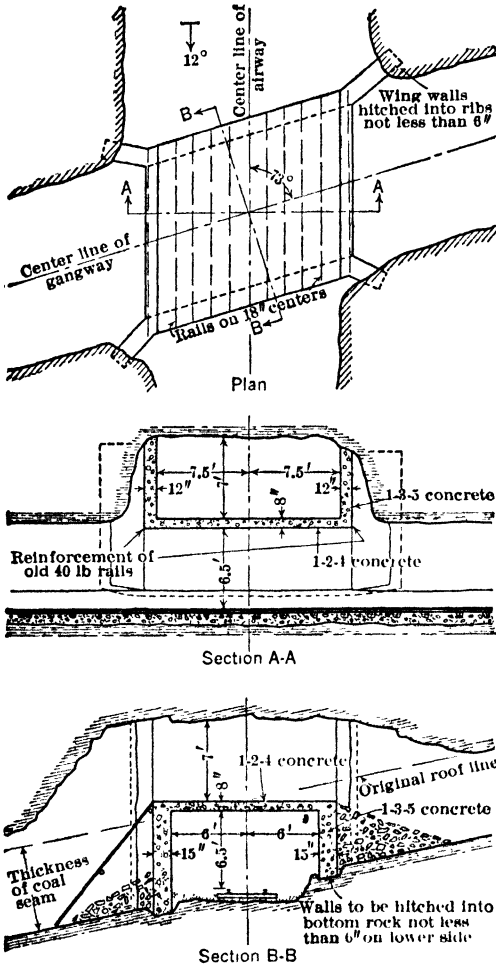 12°
Center line of
airway
Wing walls
hitched into ribs
not less than 6"
B
73°
A
A
Center line of
gangway
Rails on 18" centers
B
Plan
7.5'
7'
7.5'
12"
8"
12"
1-3-5 concrete
Reinforcement of
old 40 lb rails
6.5'
1-2-4 concrete
Section A-A
7'
8"
1-2-4 concrete
Original roof line
1-3-5 concrete
6'
6'
"
Thickness
of coal
seam
15"
6.5'
15"
Walls to be hitched into
bottom rock not less
than 6" on lower side
Section B-B